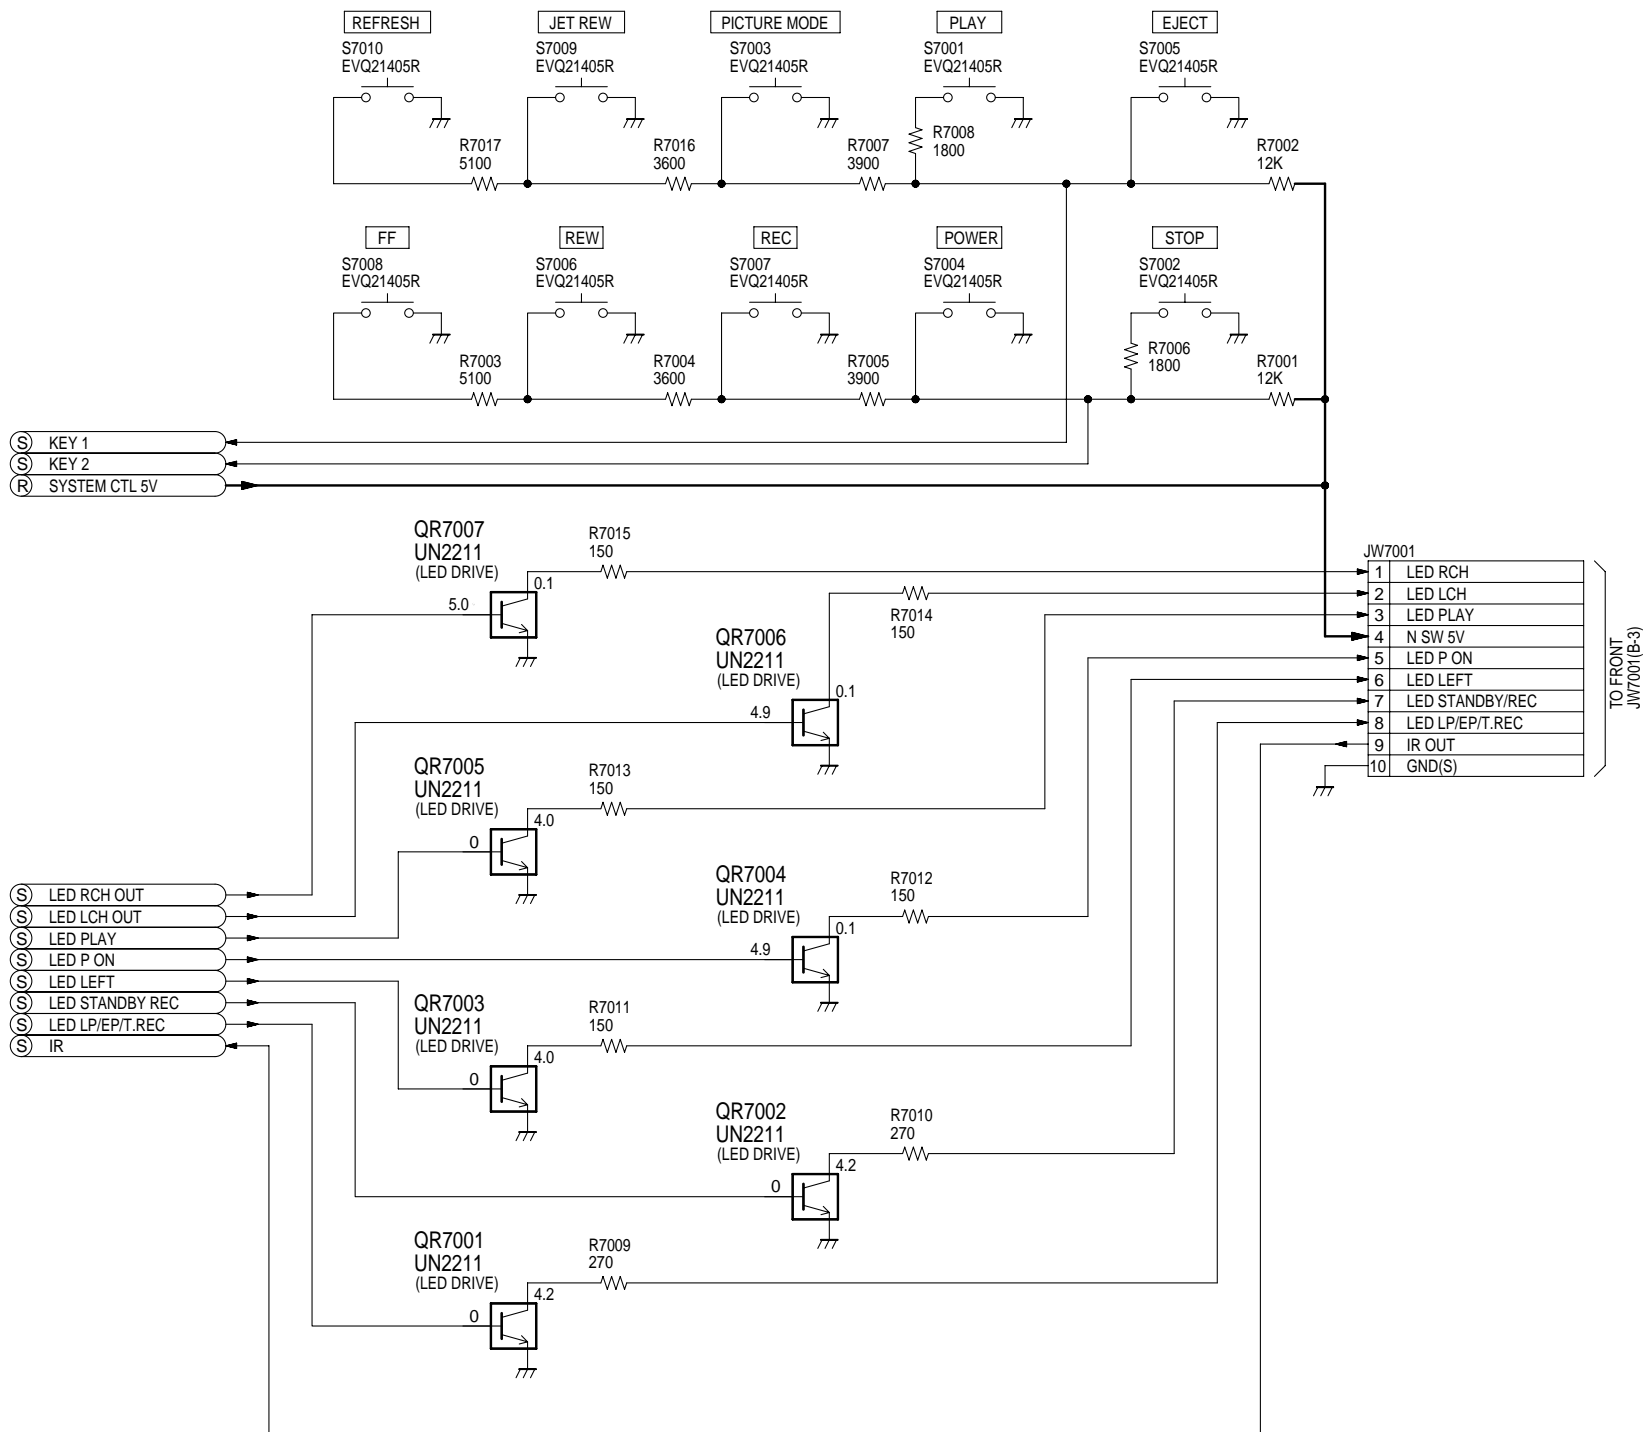 REFRESH
S7010
EVQ21405R
JET REW
S7009
EVQ21405R
PICTURE MODE
S7003
EVQ21405R
PLAY
S7001
EVQ21405R
EJECT
S7005
EVQ21405R
R7017
5100
R7016
3600
R7007
3900
R7008
1800
R7002
12K
FF
S7008
EVQ21405R
REW
S7006
EVQ21405R
REC
S7007
EVQ21405R
POWER
S7004
EVQ21405R
STOP
S7002
EVQ21405R
R7003
5100
R7004
3600
R7005
3900
R7006
1800
R7001
12K
S KEY 1
S KEY 2
R SYSTEM CTL 5V
QR7007
UN2211
(LED DRIVE)
5.0
0.1
R7015
150
R7014
150
QR7006
UN2211
(LED DRIVE)
4.9
0.1
JW7001
1 LED RCH
2 LED LCH
3 LED PLAY
4 N SW 5V
5 LED P ON
6 LED LEFT
7 LED STANDBY/REC
8 LED LP/EP/T.REC
9 IR OUT
10 GND(S)
TO FRONT
JW7001(B-3)
QR7005
UN2211
(LED DRIVE)
0
4.0
R7013
150
QR7004
UN2211
(LED DRIVE)
4.9
0.1
R7012
150
S LED RCH OUT
S LED LCH OUT
S LED PLAY
S LED P ON
S LED LEFT
S LED STANDBY REC
S LED LP/EP/T.REC
S IR
QR7003
UN2211
(LED DRIVE)
0
4.0
R7011
150
QR7002
UN2211
(LED DRIVE)
0
4.2
R7010
270
QR7001
UN2211
(LED DRIVE)
0
4.2
R7009
270